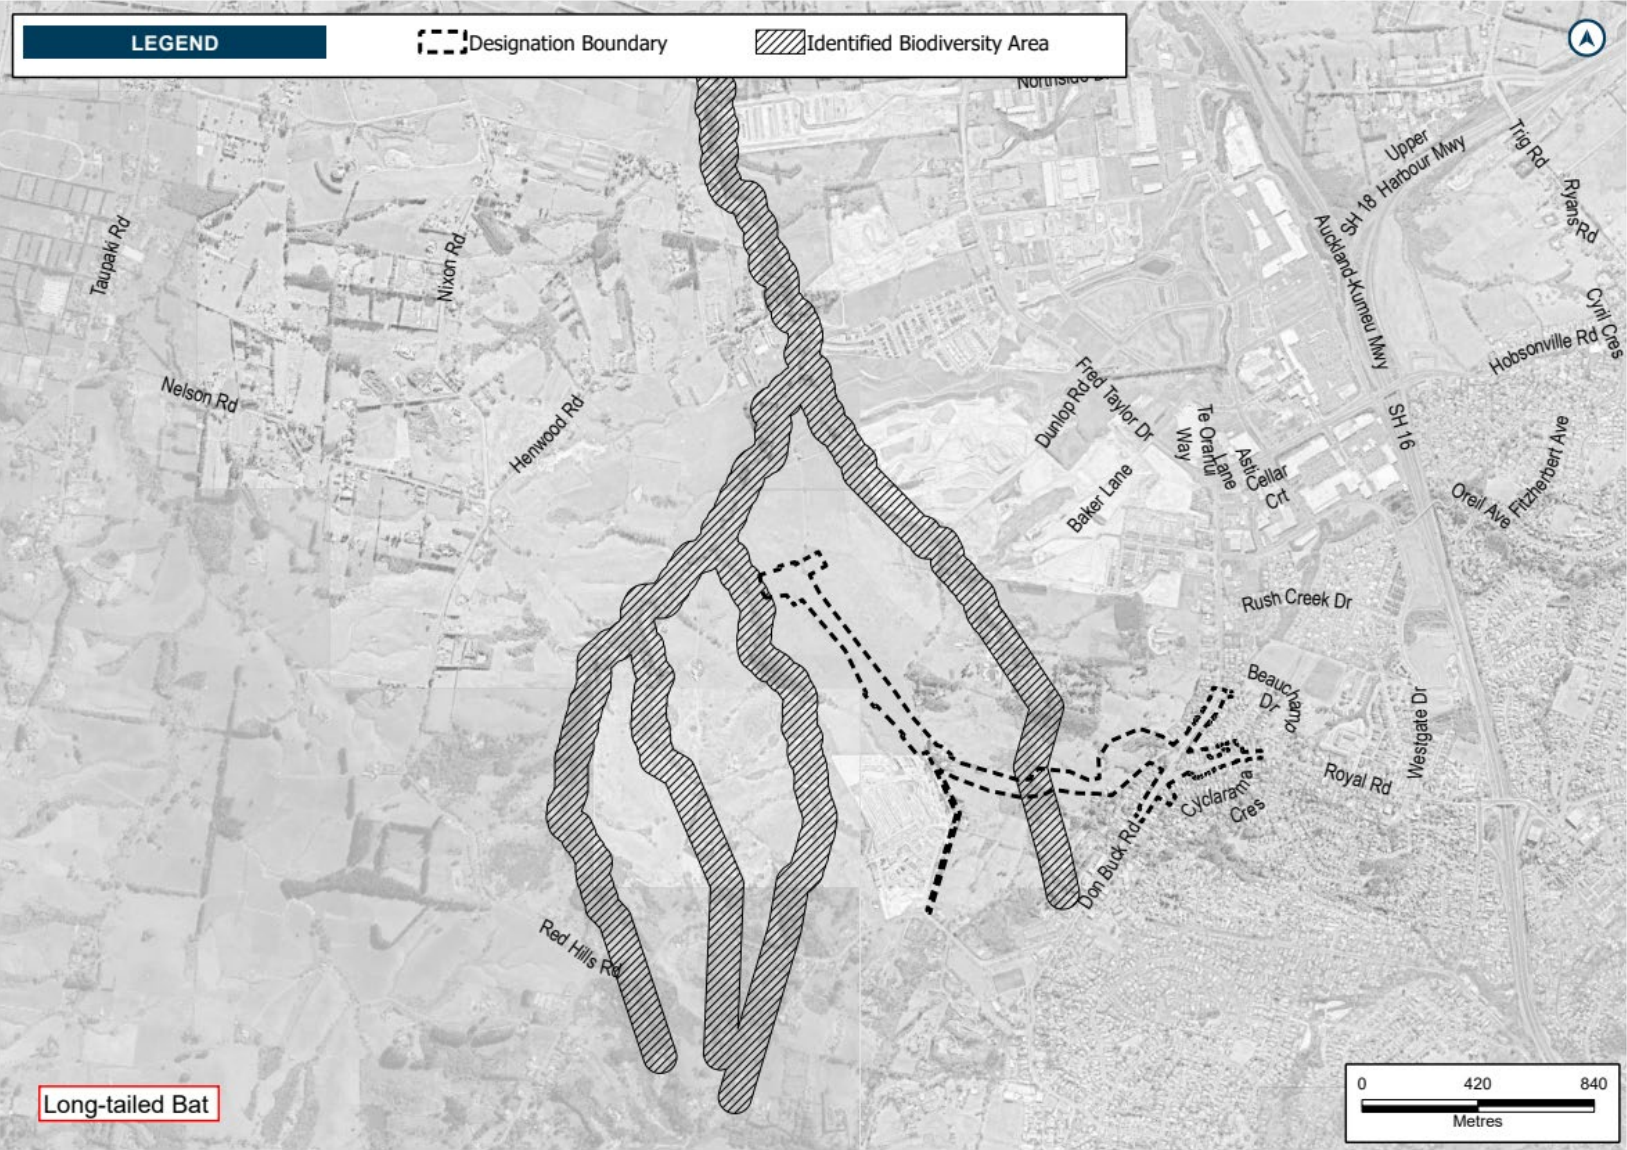 LEGEND
Designation Boundary
Identified Biodiversity Area
Northside
Upper
SH 18 Harbour Mwy
Trig Rd
Ryans Rd
Taupaki Rd
Nixon Rd
Auckland-Kumeu Mwy
Cyril Cres
Hobsonville Rd
Nelson Rd
Henwood Rd
Fred Taylor Dr
Dunlop Rd
Te Oranui
Way
Asti
Lane
Cellar
Crt
SH 16
Fitzherbert Ave
Oreil Ave
Baker Lane
Rush Creek Dr
Beauchamp
Dr
Westgate Dr
Royal Rd
Cyclarama
Cres
Don Buck Rd
Red Hills Rd
Long-tailed Bat
0 420 840
Metres